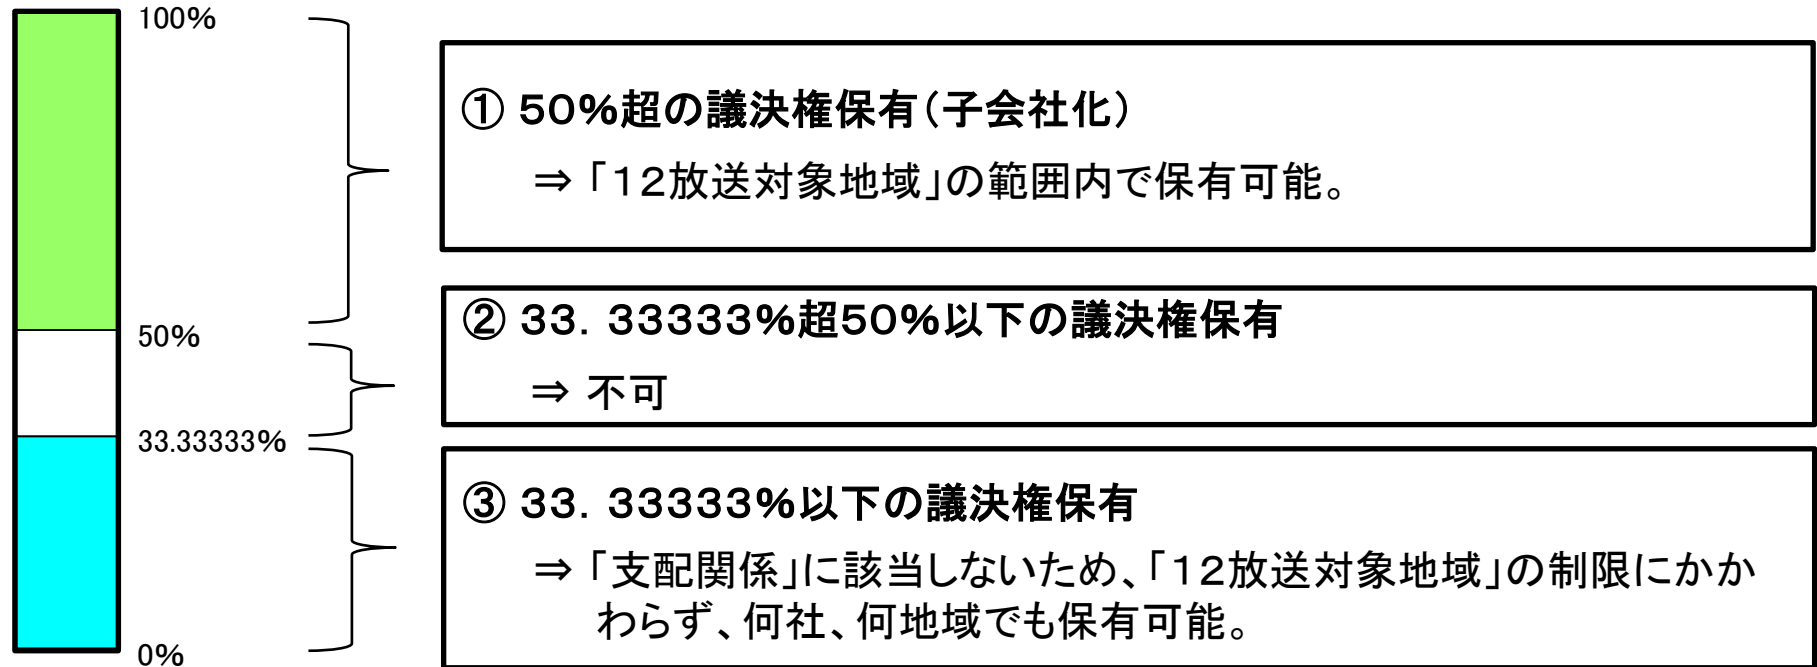 100%
① 50%超の議決権保有(子会社化)
⇒「12放送対象地域」の範囲内で保有可能。
50%
② 33.33333%超50%以下の議決権保有
⇒ 不可
33.33333%
③ 33.33333%以下の議決権保有
⇒「支配関係」に該当しないため、「12放送対象地域」の制限にかか
わらず、何社、何地域でも保有可能。
0%